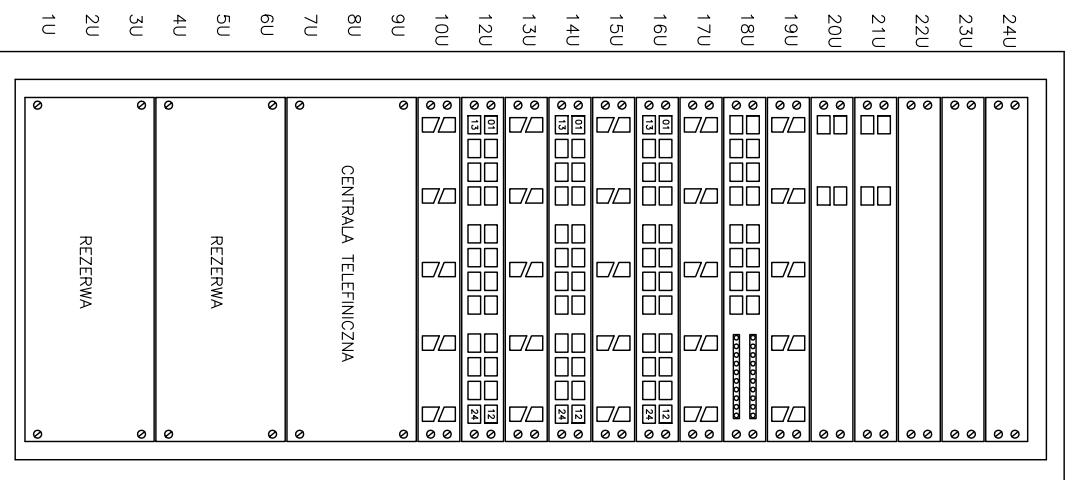 24U
23U
22U
21U
20U
19U
18U
17U
16U
01 12
13 24
15U
14U
01 12
13 24
13U
12U
01 12
13 24
10U
9U
8U
CENTRALA TELEFINICZNA
7U
6U
5U
REZERWA
4U
3U
2U
REZERWA
1U